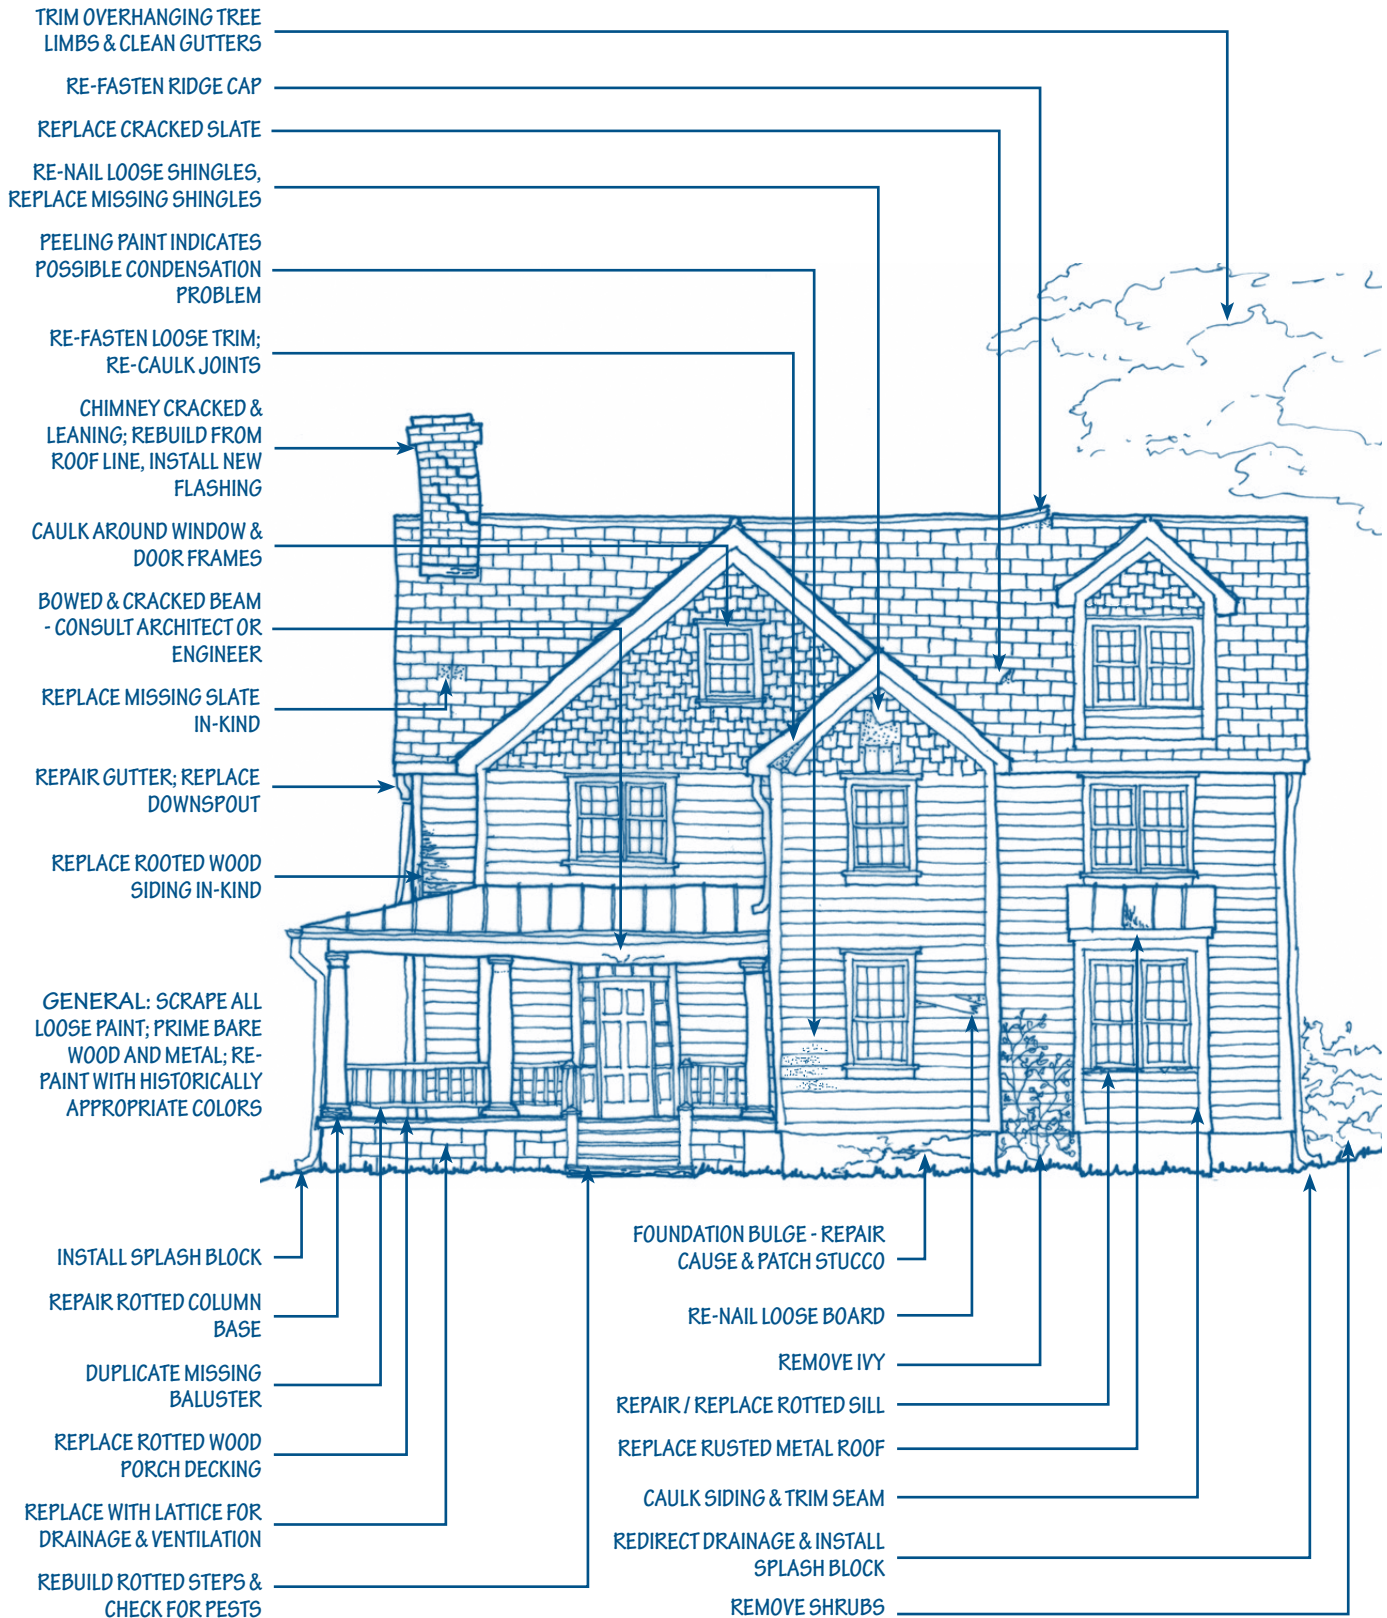 TRIM OVERHANGING TREE
LIMBS & CLEAN GUTTERS
RE-FASTEN RIDGE CAP
REPLACE CRACKED SLATE
RE-NAIL LOOSE SHINGLES,
REPLACE MISSING SHINGLES
PEELING PAINT INDICATES
POSSIBLE CONDENSATION
PROBLEM
RE-FASTEN LOOSE TRIM;
RE-CAULK JOINTS
CHIMNEY CRACKED &
LEANING; REBUILD FROM
ROOF LINE, INSTALL NEW
FLASHING
CAULK AROUND WINDOW &
DOOR FRAMES
BOWED & CRACKED BEAM
- CONSULT ARCHITECT OR
ENGINEER
REPLACE MISSING SLATE
IN-KIND
REPAIR GUTTER; REPLACE
DOWNSPOUT
REPLACE ROOTED WOOD
SIDING IN-KIND
GENERAL: SCRAPE ALL
LOOSE PAINT; PRIME BARE
WOOD AND METAL; RE-
PAINT WITH HISTORICALLY
APPROPRIATE COLORS
INSTALL SPLASH BLOCK
REPAIR ROTTED COLUMN
BASE
DUPLICATE MISSING
BALUSTER
REPLACE ROTTED WOOD
PORCH DECKING
REPLACE WITH LATTICE FOR
DRAINAGE & VENTILATION
REBUILD ROTTED STEPS &
CHECK FOR PESTS
FOUNDATION BULGE - REPAIR
CAUSE & PATCH STUCCO
RE-NAIL LOOSE BOARD
REMOVE IVY
REPAIR / REPLACE ROTTED SILL
REPLACE RUSTED METAL ROOF
CAULK SIDING & TRIM SEAM
REDIRECT DRAINAGE & INSTALL
SPLASH BLOCK
REMOVE SHRUBS